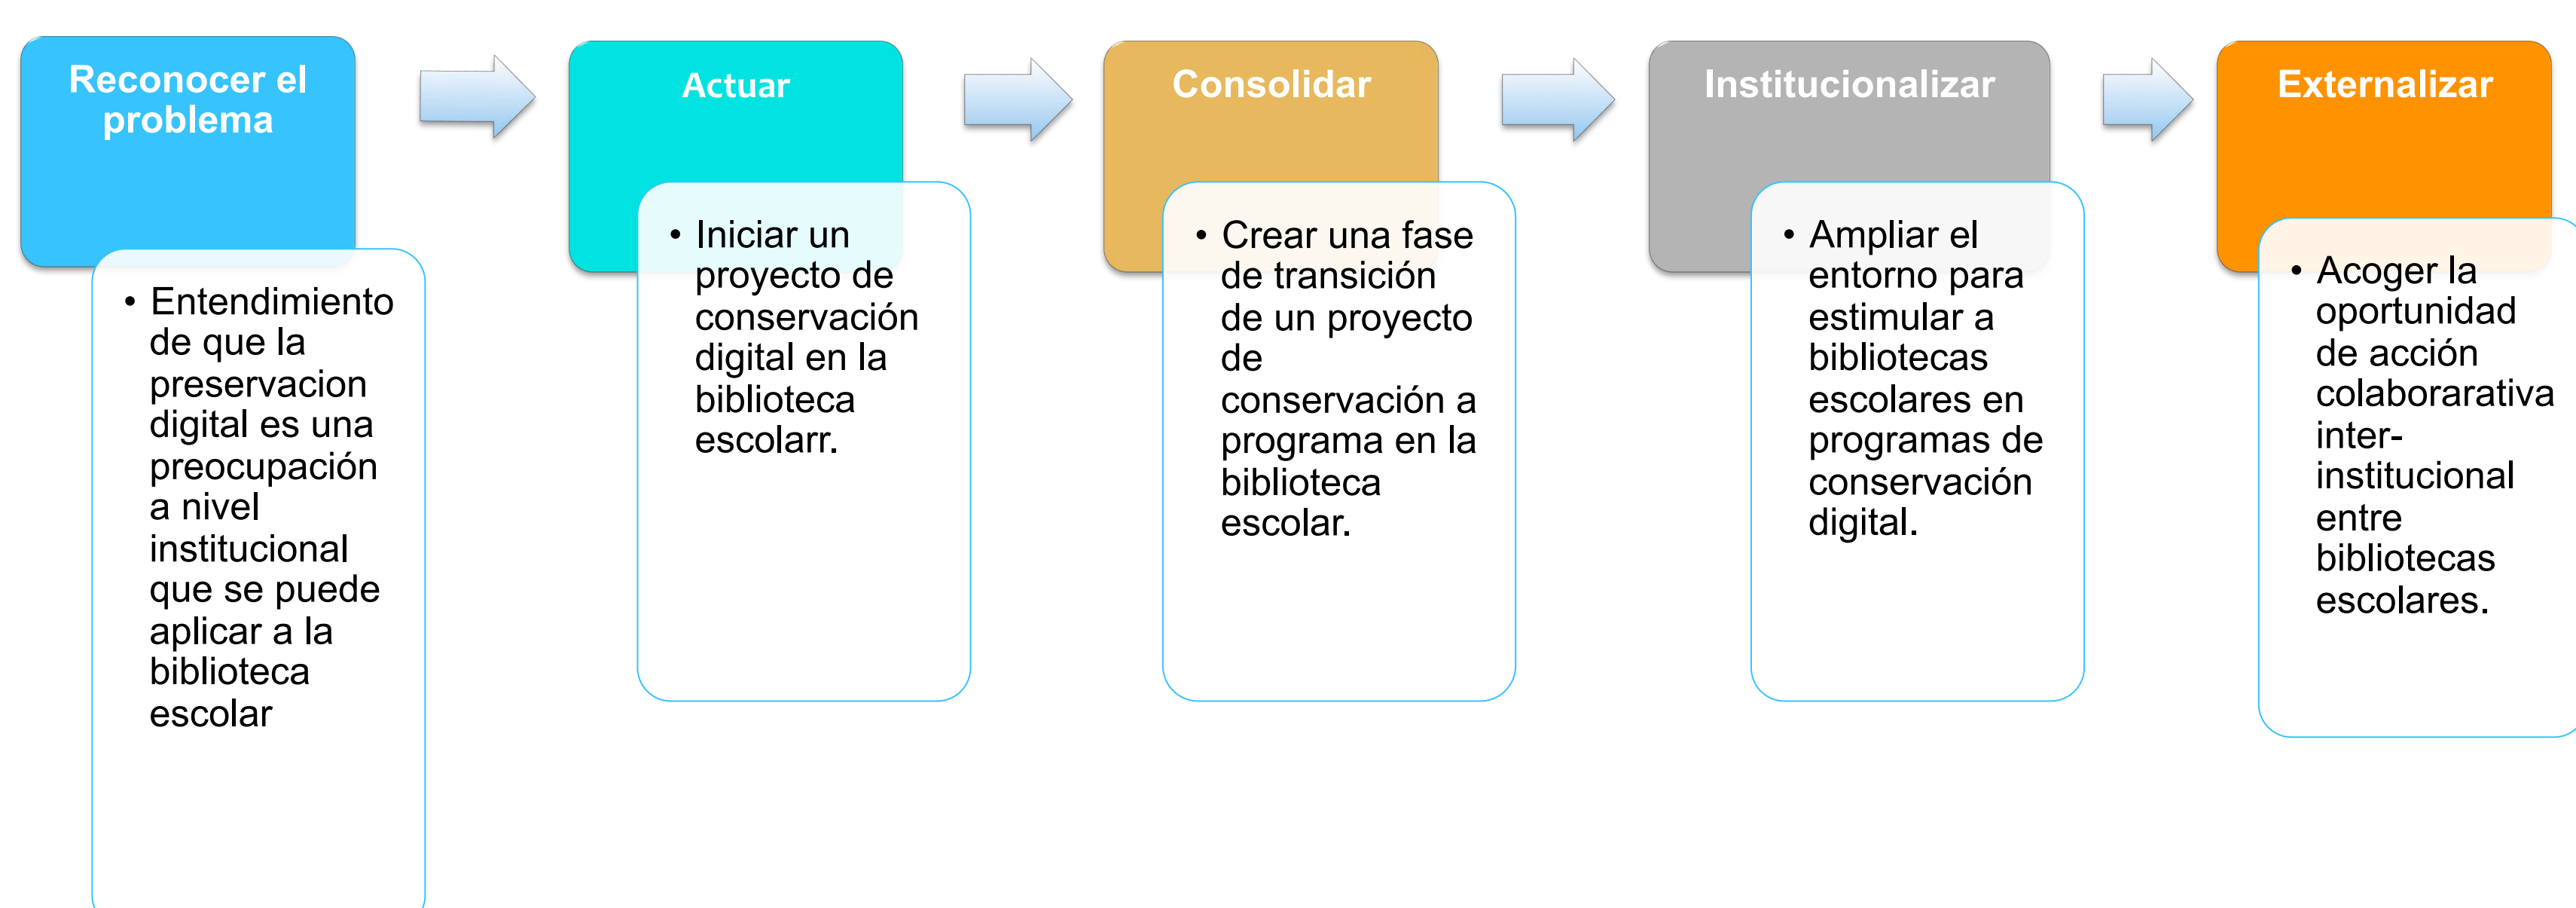 Reconocer el
problema
• Entendimiento
de que la
preservacion
digital es una
preocupación
a nivel
institucional
que se puede
aplicar a la
biblioteca
escolar
Actuar
• Iniciar un
proyecto de
conservación
digital en la
biblioteca
escolarr.
Consolidar
• Crear una fase
de transición
de un proyecto
de
conservación a
programa en la
biblioteca
escolar.
Institucionalizar
• Ampliar el
entorno para
estimular a
bibliotecas
escolares en
programas de
conservación
digital.
Externalizar
• Acoger la
oportunidad
de acción
colaborarativa
inter-
institucional
entre
bibliotecas
escolares.